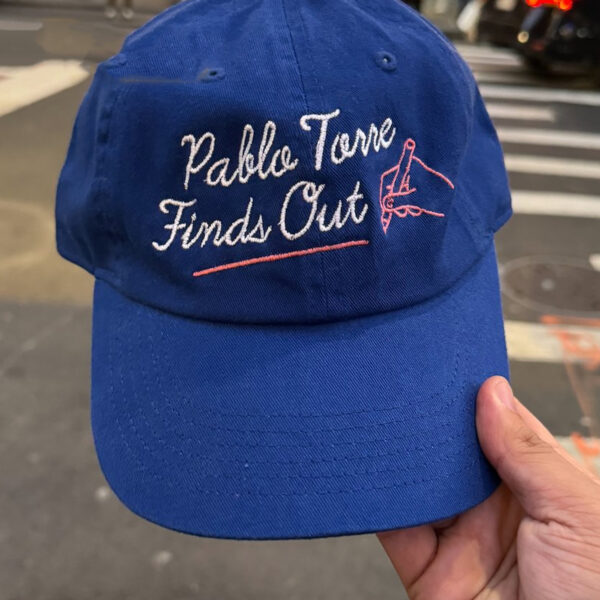 Pablo Torre
Finds Out